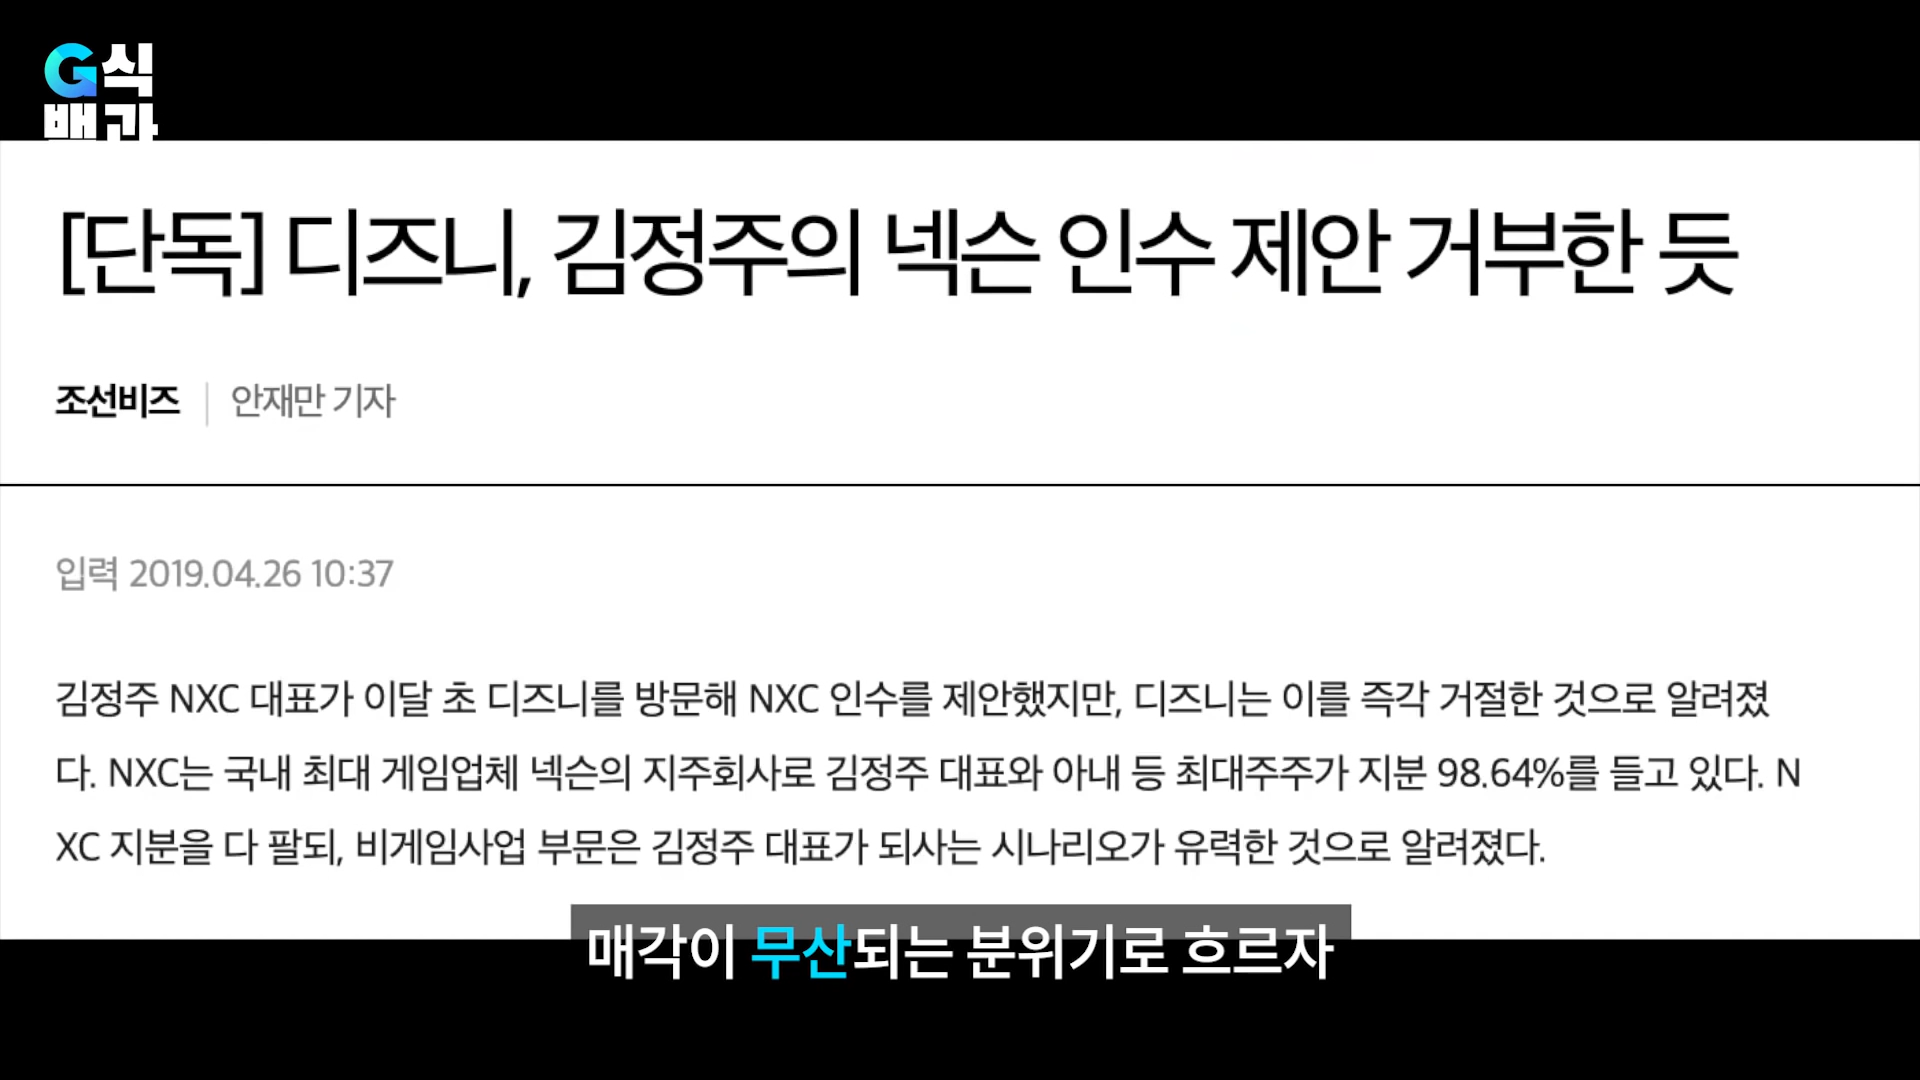 G식
백과
[단독] 디즈니, 김정주의 넥슨 인수 제안 거부한 듯
조선비즈 | 안재만 기자
입력 2019.04.26 10:37
김정주 NXC 대표가 이달 초 디즈니를 방문해 NXC 인수를 제안했지만, 디즈니는 이를 즉각 거절한 것으로 알려졌
다. NXC는 국내 최대 게임업체 넥슨의 지주회사로 김정주 대표와 아내 등 최대주주가 지분 98.64%를 들고 있다. N
XC 지분을 다 팔되, 비게임사업 부문은 김정주 대표가 되사는 시나리오가 유력한 것으로 알려졌다.
매각이 무산되는 분위기로 흐르자